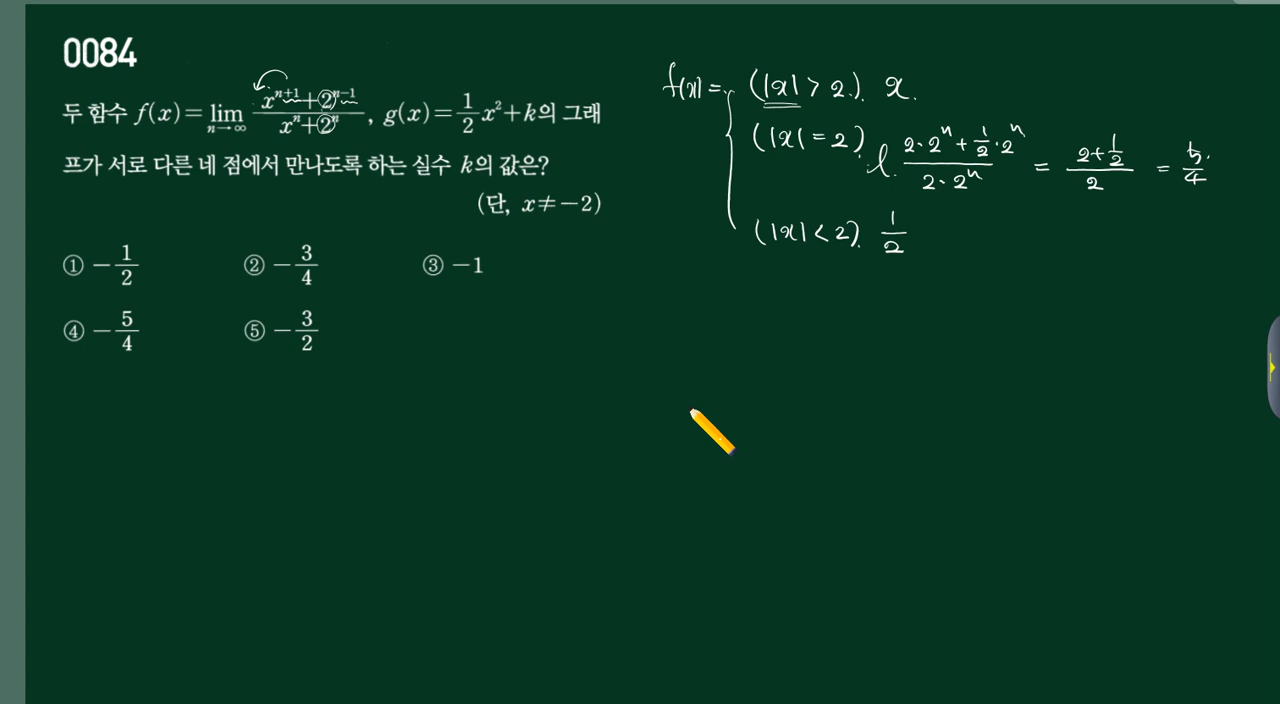 0084
두 함수 f(x)=lim_{n→∞} (x^{n+1}+2^{n-1})/(x^n+2^n), g(x)=1/2 x²+k의 그래
프가 서로 다른 네 점에서 만나도록 하는 실수 k의 값은?
(단, x≠-2)
① -1/2 ② -3/4 ③ -1
④ -5/4 ⑤ -3/2
f(x)= (|x|>2). x.
(|x|=2). l. (2·2^n+1/2·2^n)/(2·2^n) = (2+1/2)/2 = 5/4
(|x|<2). 1/2